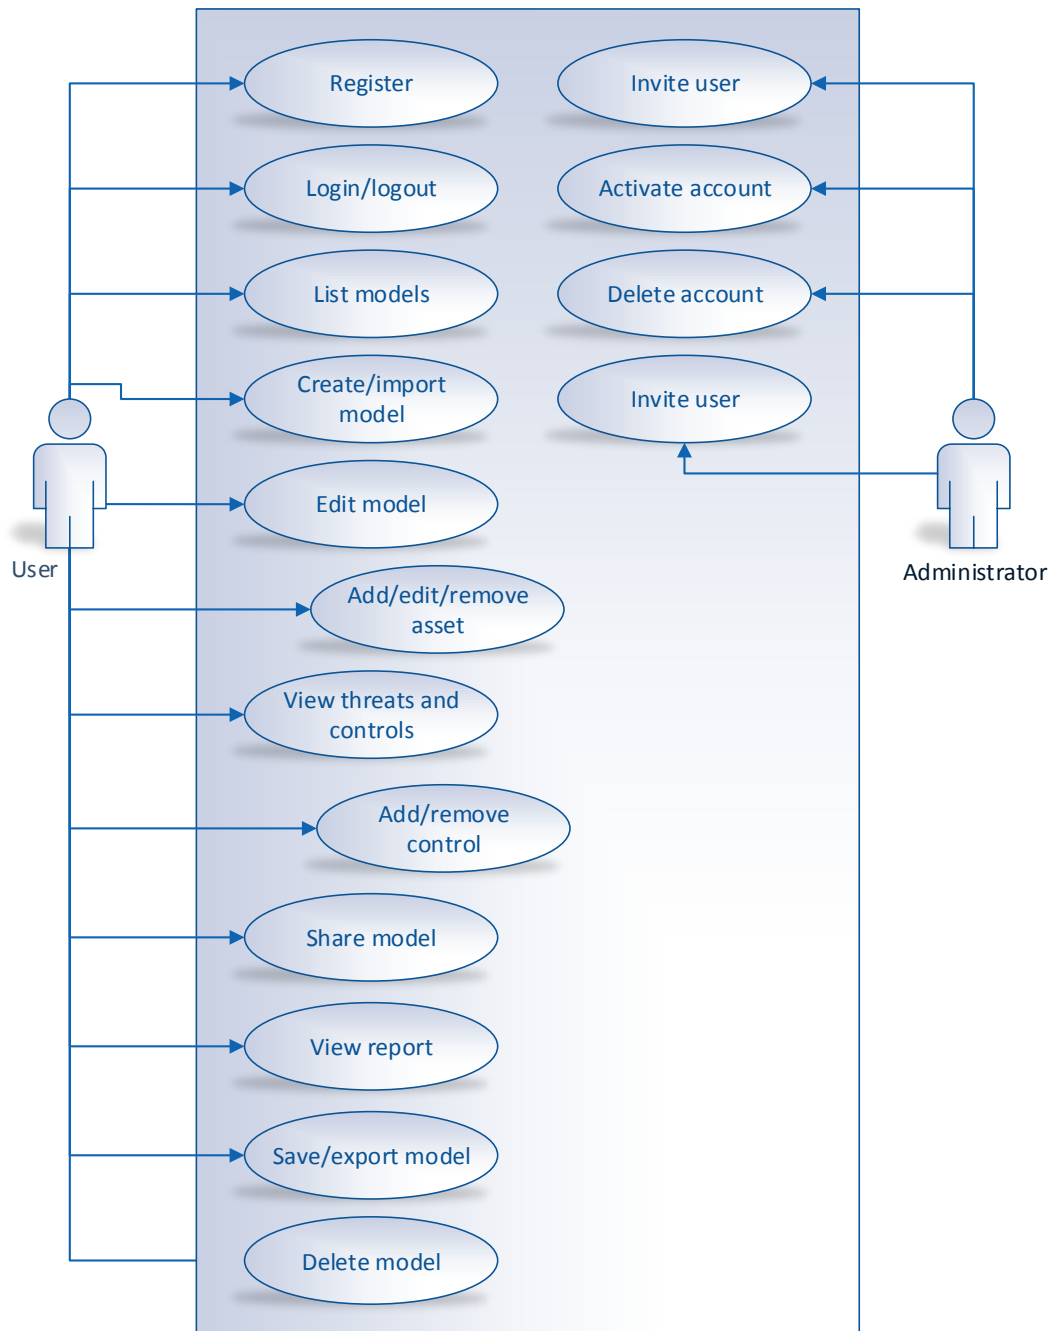 Register
Invite user
Login/logout
Activate account
List models
Delete account
Create/import
model
Invite user
Edit model
User
Administrator
Add/edit/remove
asset
View threats and
controls
Add/remove
control
Share model
View report
Save/export model
Delete model